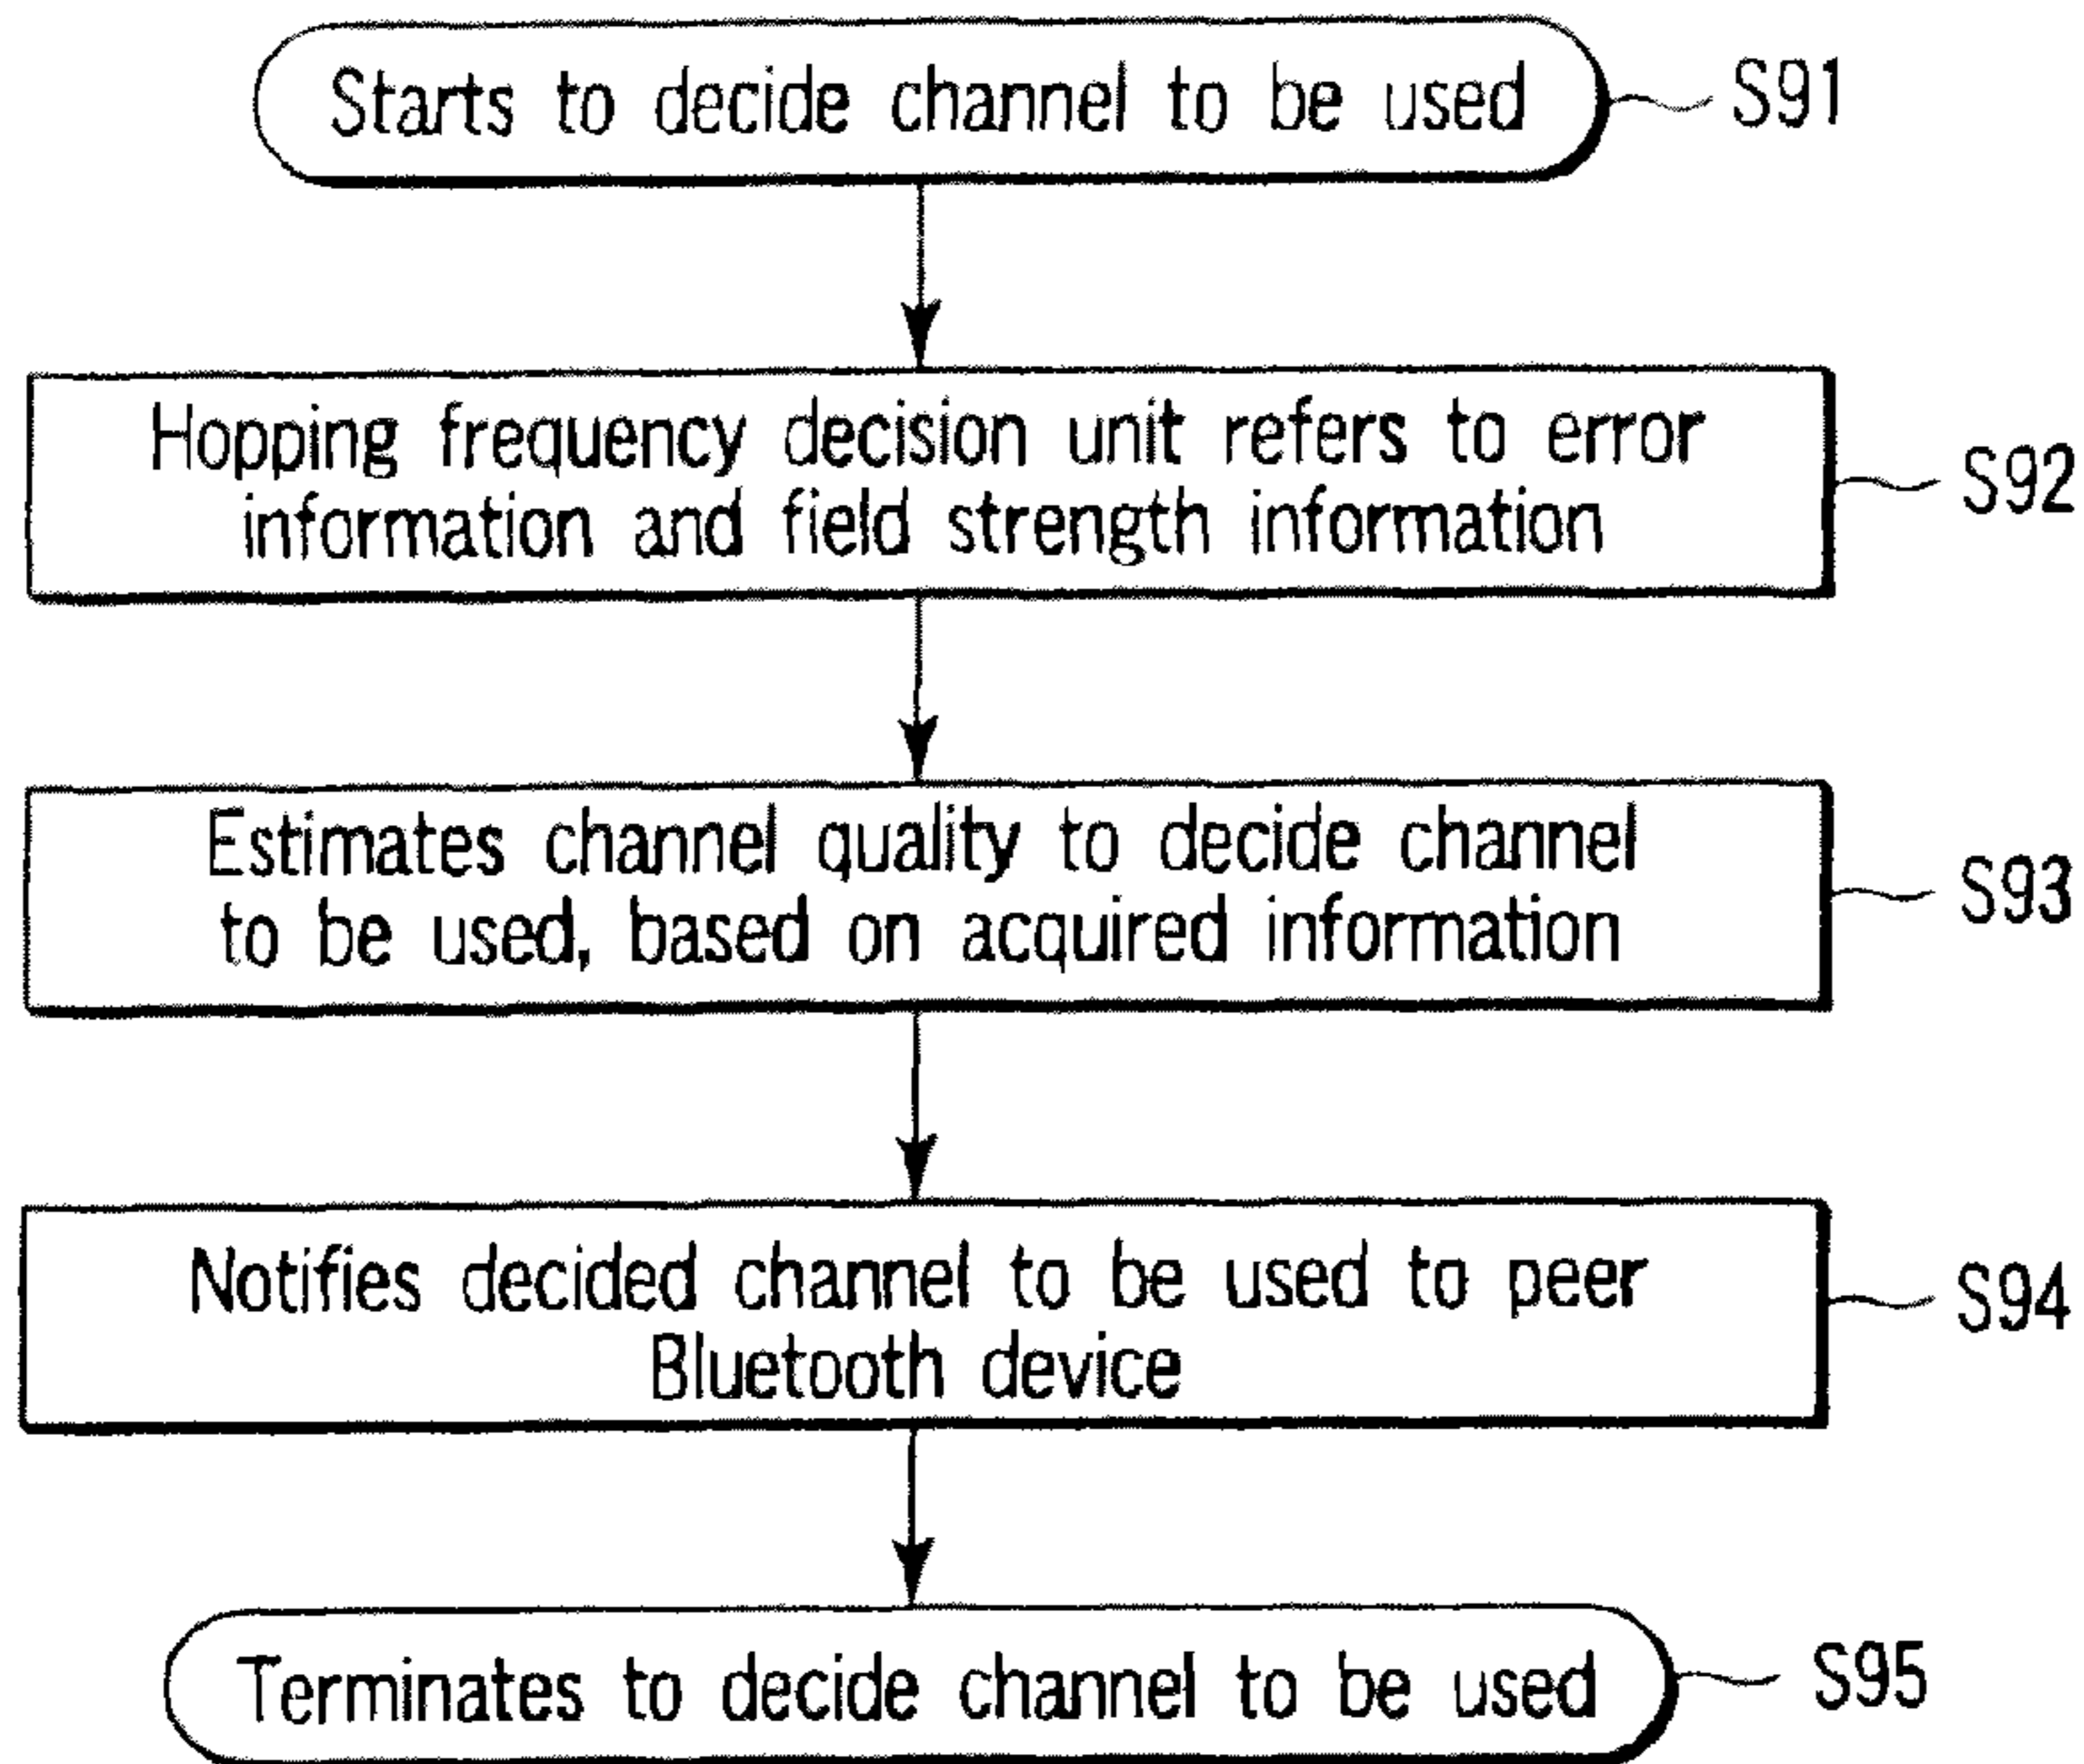 Starts to decide channel to be used
S91
Hopping frequency decision unit refers to error
information and field strength information
S92
Estimates channel quality to decide channel
to be used, based on acquired information
S93
Notifies decided channel to be used to peer
Bluetooth device
S94
Terminates to decide channel to be used
S95